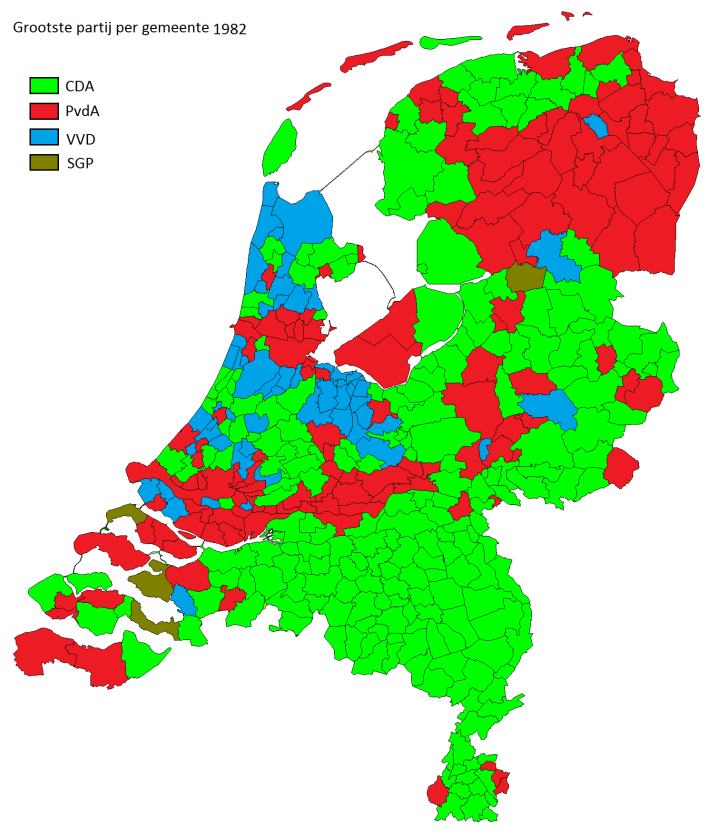 Grootste partij per gemeente 1982
CDA
PvdA
VVD
SGP